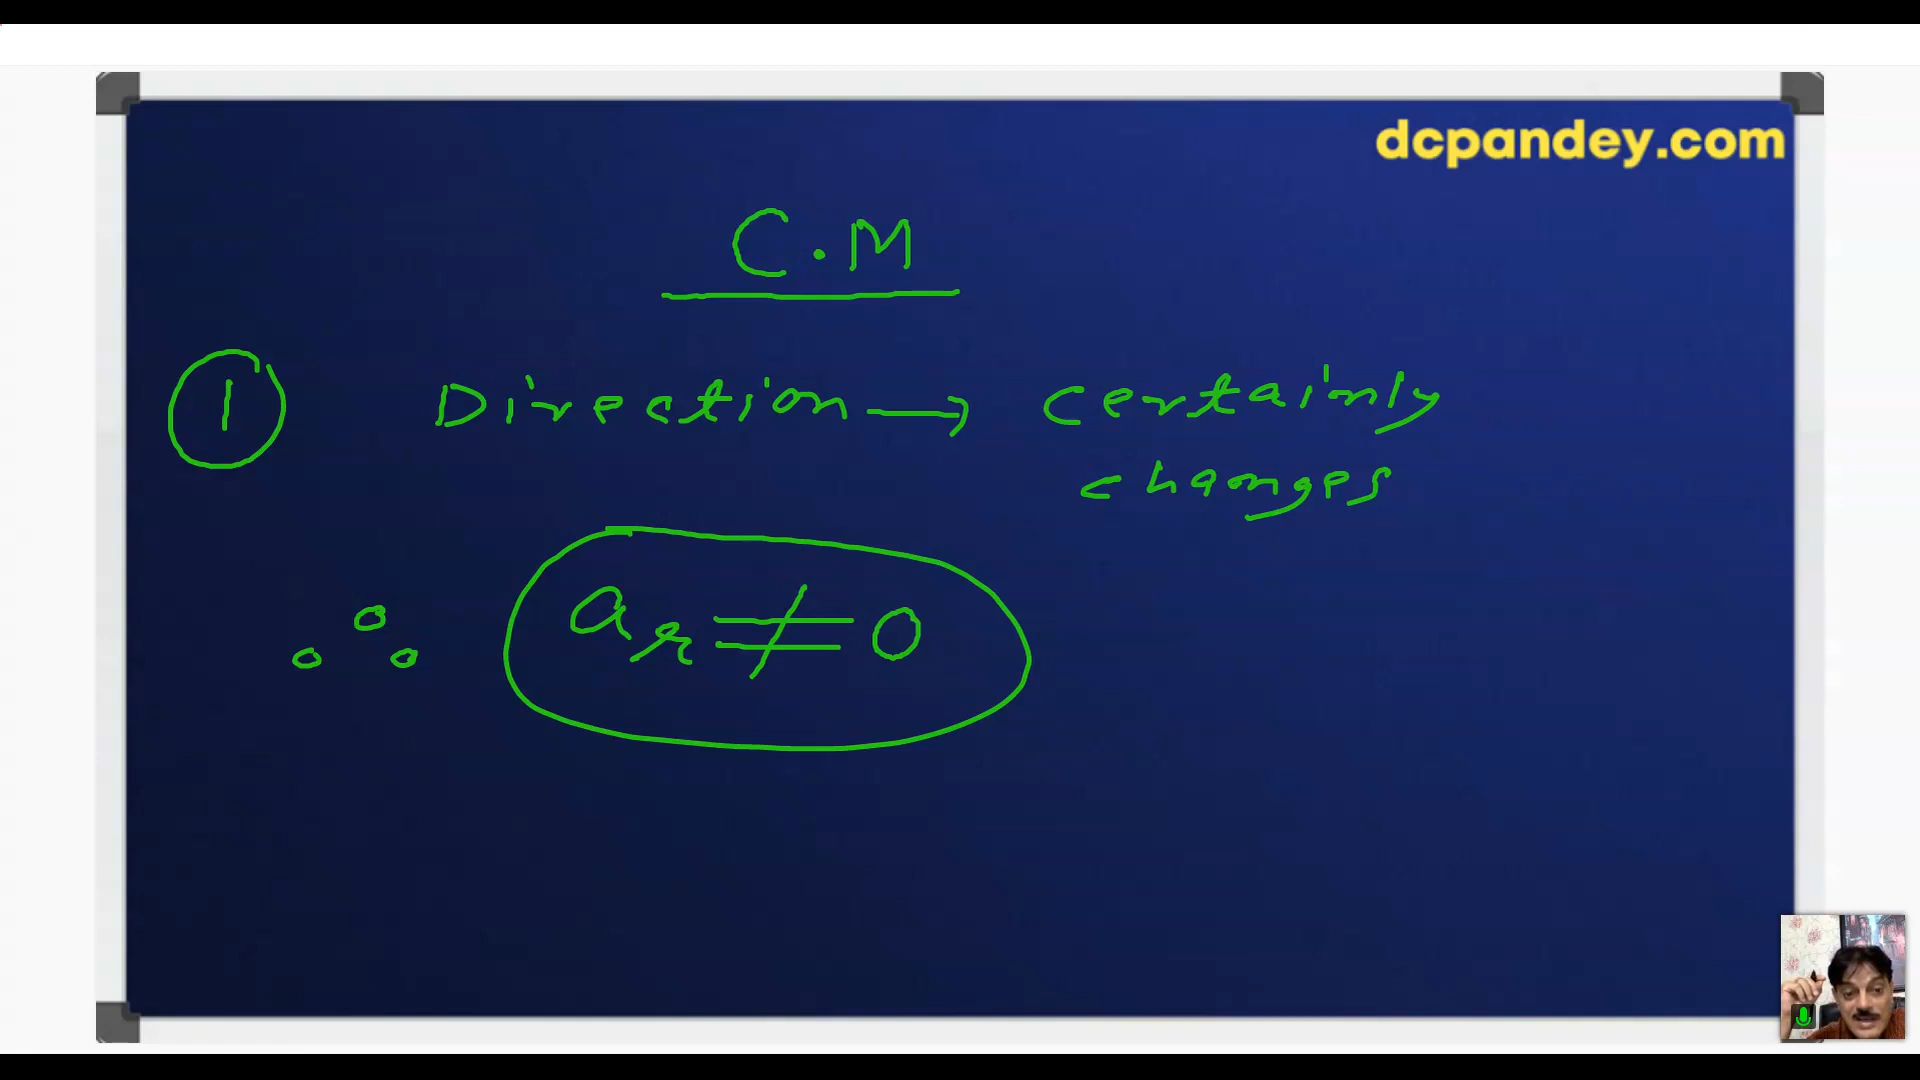 dcpandey.com
C.M
1 Direction → certainly
changes
∴ aᵣ ≠ 0